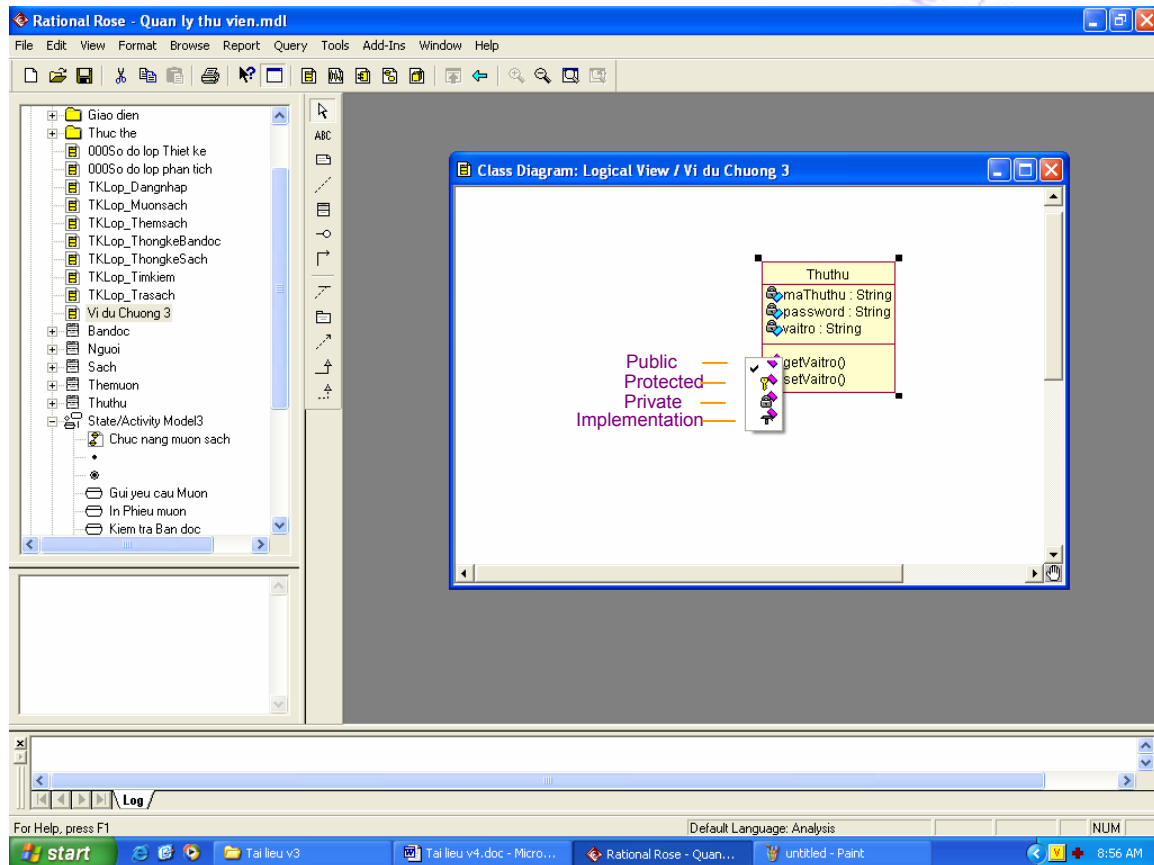 Rational Rose - Quan ly thu vien.mdl
File Edit View Format Browse Report Query Tools Add-Ins Window Help
Giao dien
Thuc the
000So do lop Thiet ke
000So do lop phan tich
TKLop_Dangnhap
TKLop_Muonsach
TKLop_Themsach
TKLop_ThongkeBandoc
TKLop_ThongkeSach
TKLop_Timkiem
TKLop_Trasach
Vi du Chuong 3
Bandoc
Nguoi
Sach
Themuon
Thuthu
State/Activity Model3
Chuc nang muon sach
Gui yeu cau Muon
In Phieu muon
Kiem tra Ban doc
ABC
Class Diagram: Logical View / Vi du Chuong 3
Thuthu
maThuthu : String
password : String
vaitro : String
getVaitro()
setVaitro()
Public
Protected
Private
Implementation
Log
For Help, press F1
Default Language: Analysis
NUM
start
Tai lieu v3
Tai lieu v4.doc - Micro...
Rational Rose - Quan...
untitled - Paint
V
8:56 AM